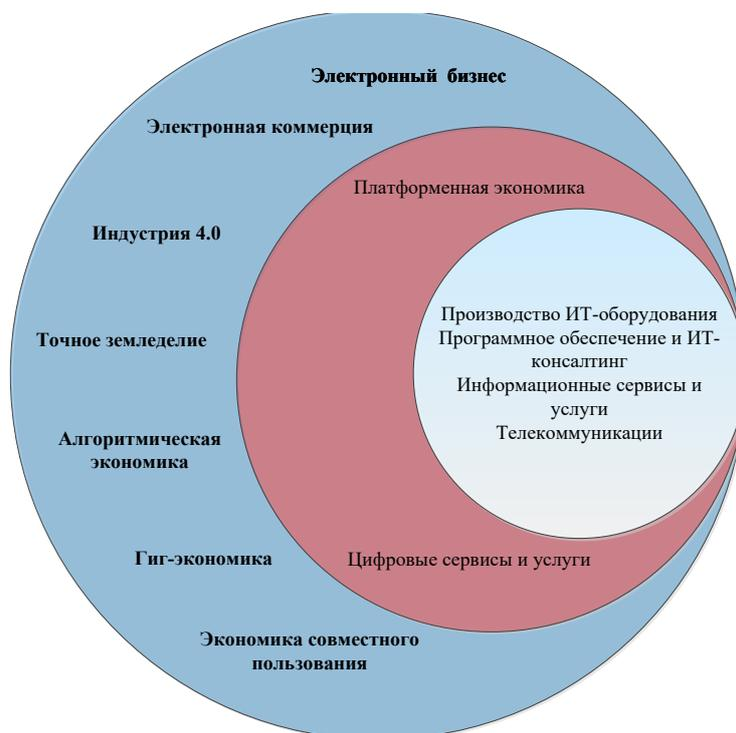 Электронный бизнес
Электронная коммерция
Платформенная экономика
Индустрия 4.0
Производство ИТ-оборудования
Программное обеспечение и ИТ-
консалтинг
Информационные сервисы и
услуги
Телекоммуникации
Точное земледелие
Алгоритмическая
экономика
Гиг-экономика
Цифровые сервисы и услуги
Экономика совместного
пользования